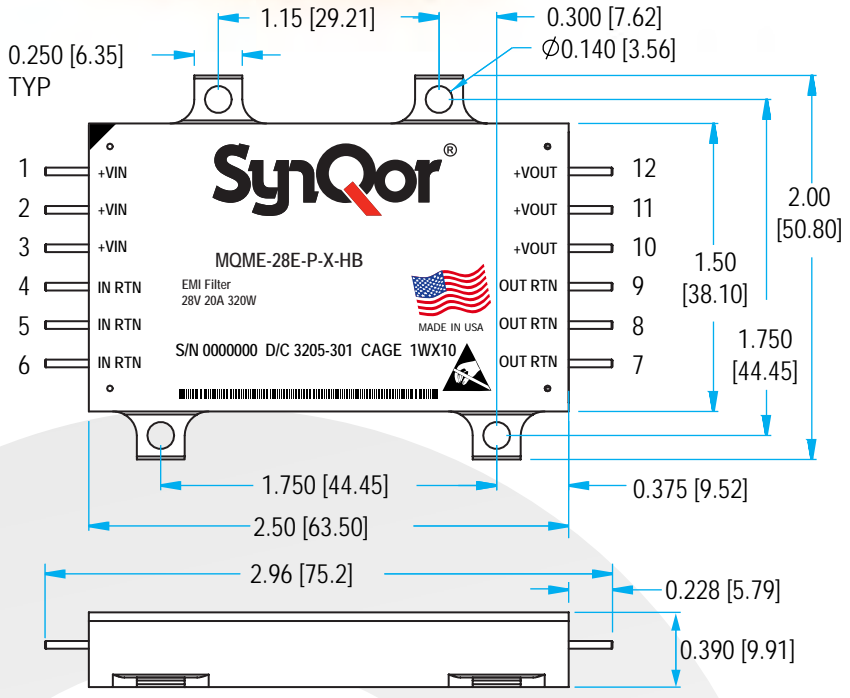 1.15 [29.21]
0.300 [7.62]
0.250 [6.35]
TYP
Ø0.140 [3.56]
SynQor®
1 +VIN
2 +VIN
3 +VIN
4 IN RTN
5 IN RTN
6 IN RTN
+VOUT 12
+VOUT 11
+VOUT 10
OUT RTN 9
OUT RTN 8
OUT RTN 7
MQME-28E-P-X-HB
EMI Filter
28V 20A 320W
MADE IN USA
S/N 0000000 D/C 3205-301 CAGE 1WX10
2.00
[50.80]
1.50
[38.10]
1.750
[44.45]
1.750 [44.45]
0.375 [9.52]
2.50 [63.50]
2.96 [75.2]
0.228 [5.79]
0.390 [9.91]